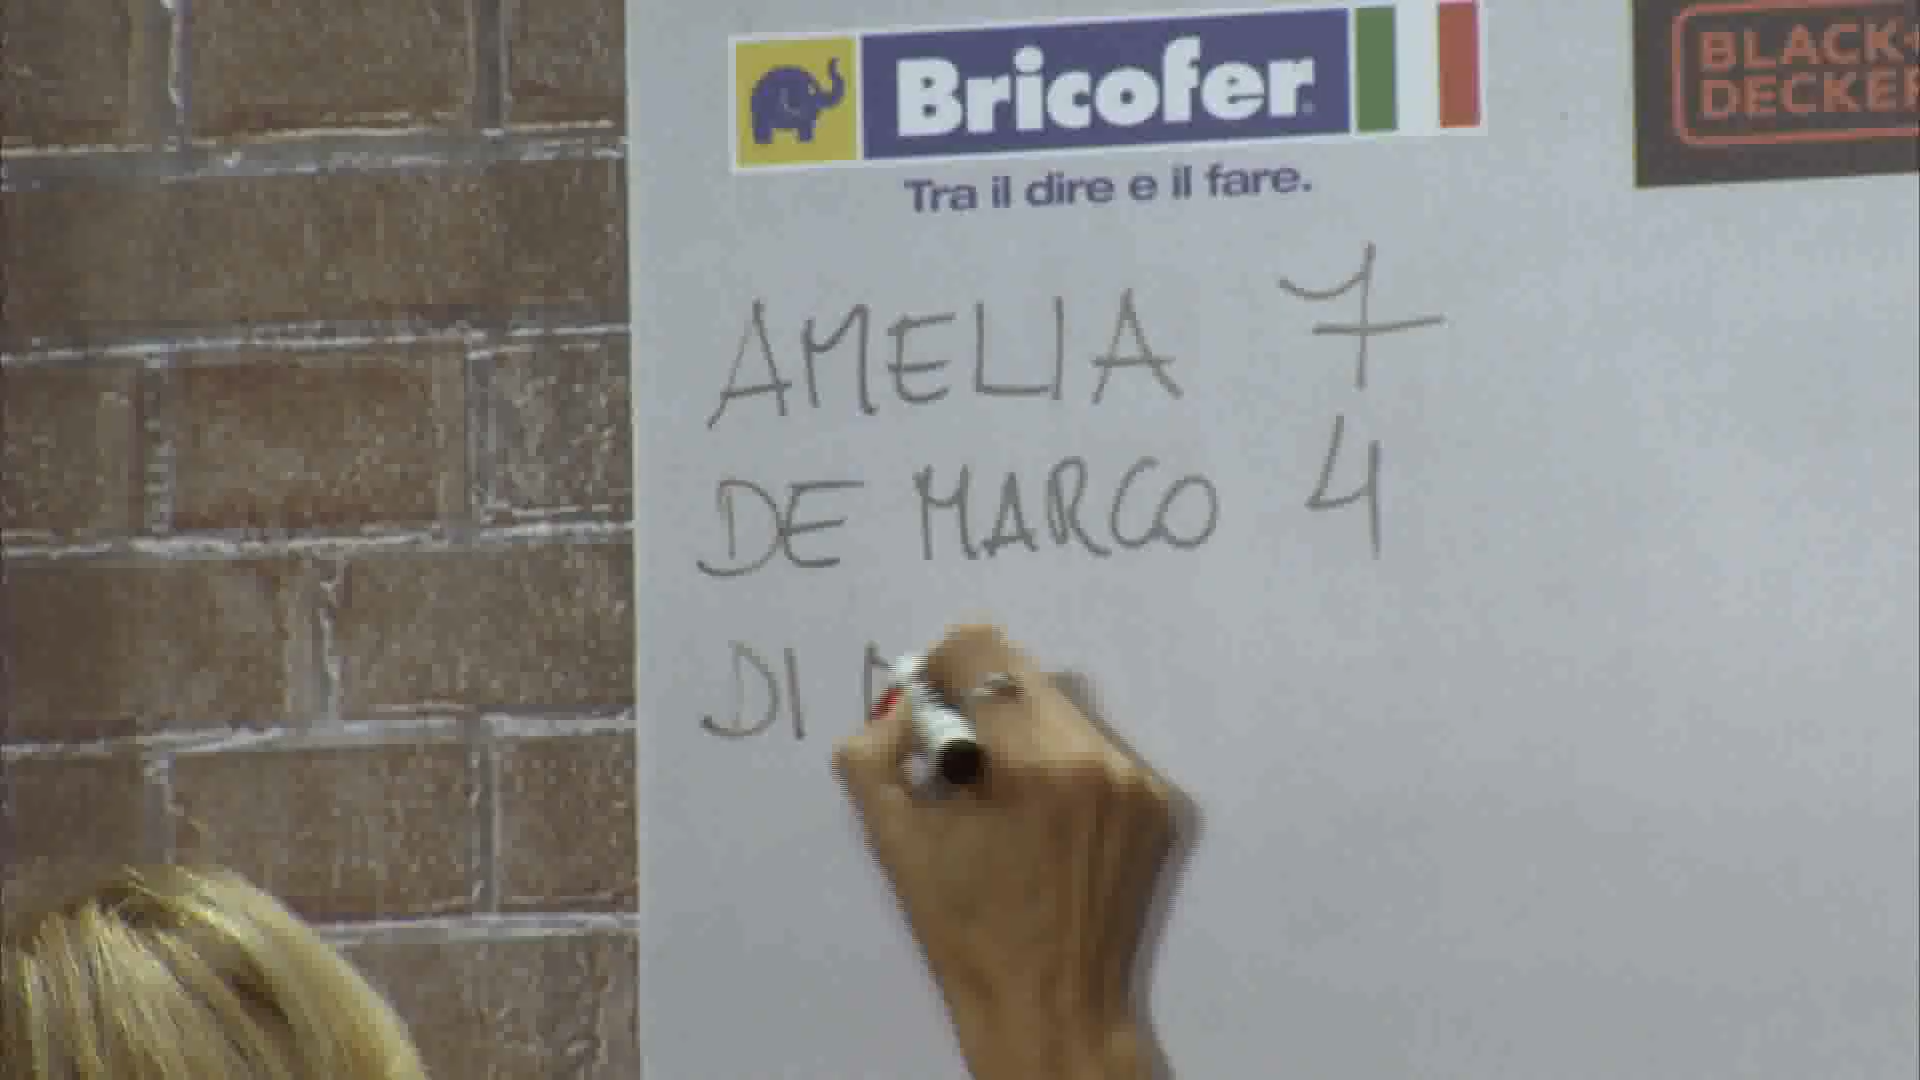 Bricofer
BLACK+
DECKER
Tra il dire e il fare.
AMELIA 7
DE MARCO 4
DI